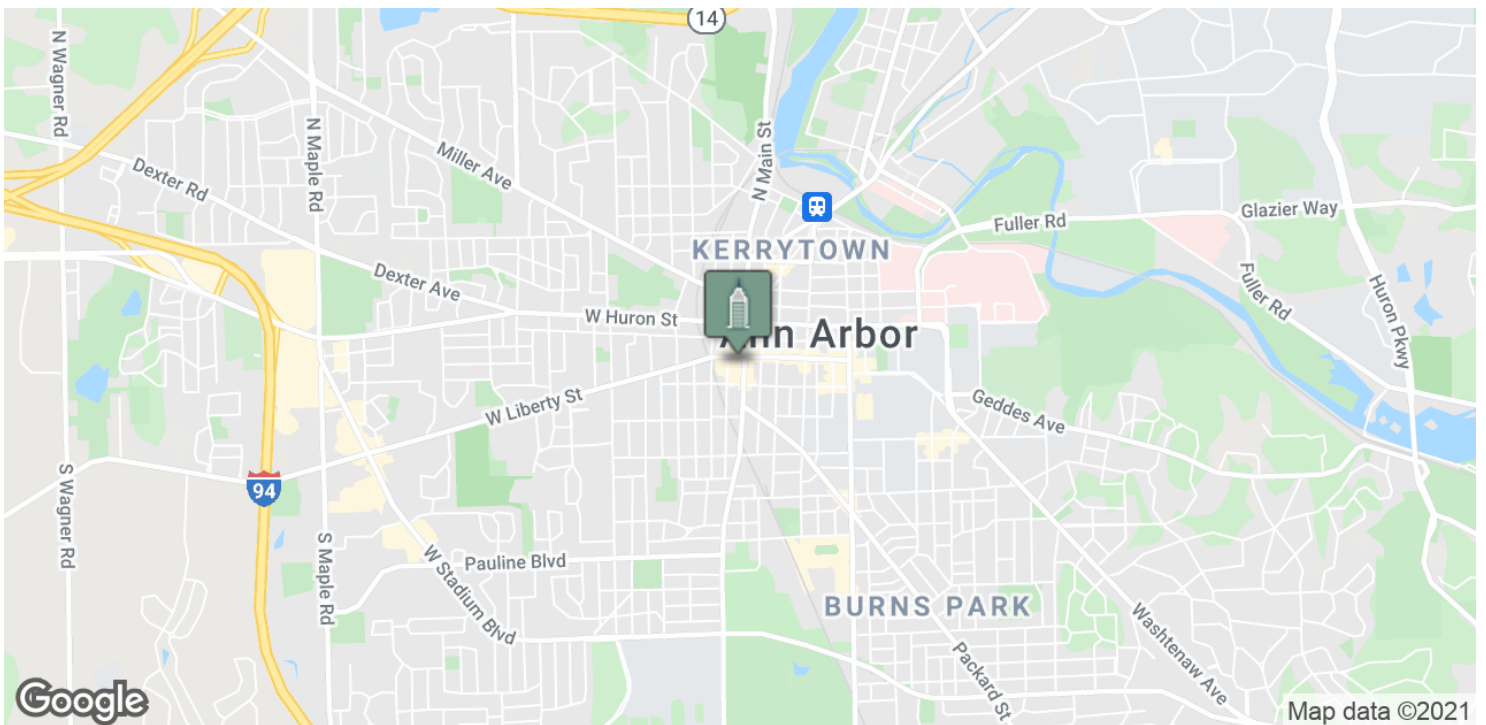 14
N Wagner Rd
N Maple Rd
Dexter Rd
Miller Ave
N Main St
Fuller Rd
Glazier Way
KERRYTOWN
Dexter Ave
Fuller Rd
Huron Pkwy
W Huron St
Ann Arbor
W Liberty St
Geddes Ave
94
S Wagner Rd
S Maple Rd
W Stadium Blvd
Pauline Blvd
BURNS PARK
Packard St
Washtenaw Ave
Google
Map data ©2021